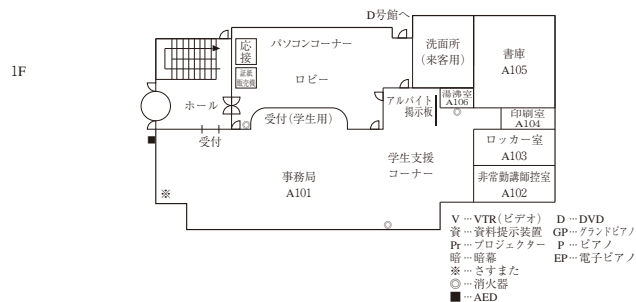 1F
D号館へ
応接
パソコンコーナー
洗面所
(来客用)
書庫
A105
証紙
販売機
ロビー
湯沸室
A106
ホール
アルバイト
掲示板
印刷室
A104
受付(学生用)
受付
ロッカー室
A103
学生支援
コーナー
事務局
A101
非常勤講師控室
A102
※
V…VTR(ビデオ) D…DVD
資…資料提示装置 GP…グランドピアノ
Pr…プロジェクター P…ピアノ
暗…暗幕 EP…電子ピアノ
※…さすまた
◎…消火器
■…AED